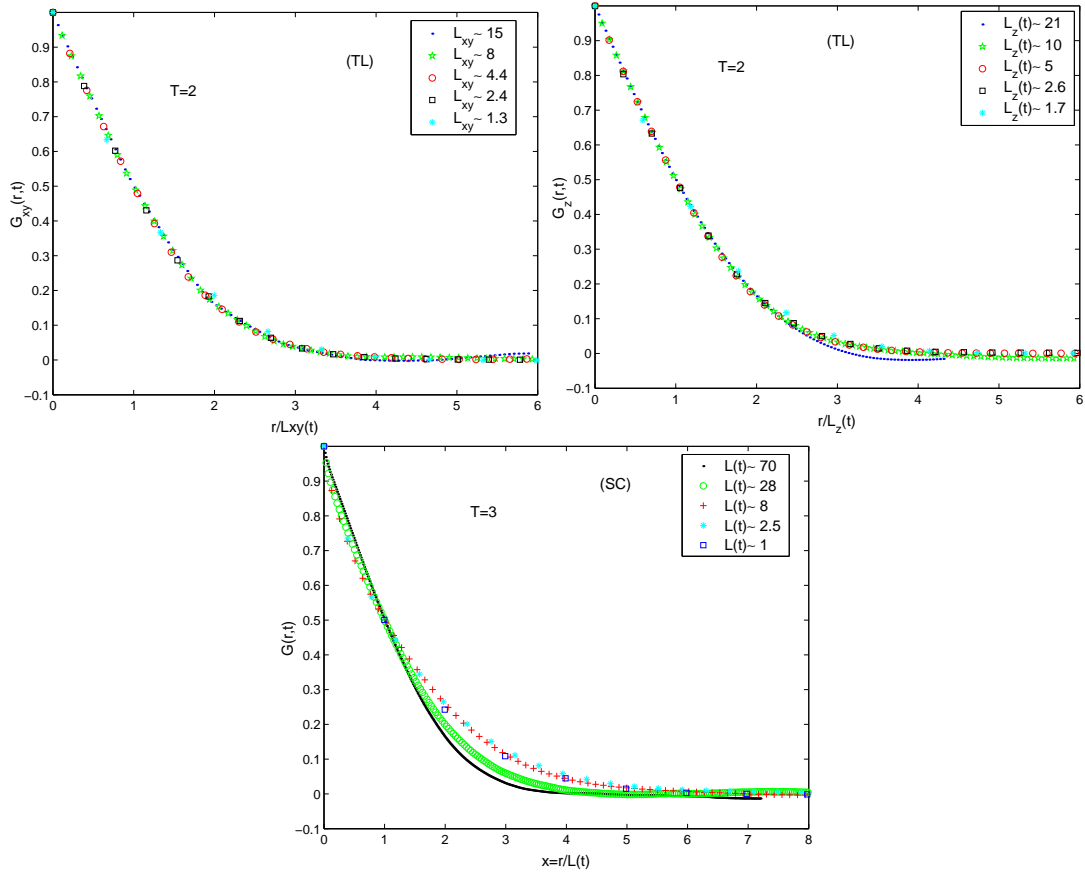 L_xy ~ 15
L_xy ~ 8
L_xy ~ 4.4
L_xy ~ 2.4
L_xy ~ 1.3
(TL)
T=2
0.9
0.8
0.7
0.6
0.5
0.4
0.3
0.2
0.1
0
−0.1
G_xy(r,t)
0 1 2 3 4 5 6
r/Lxy(t)
L_z(t)~ 21
L_z(t)~ 10
L_z(t)~ 5
L_z(t)~ 2.6
L_z(t)~ 1.7
(TL)
T=2
0.9
0.8
0.7
0.6
0.5
0.4
0.3
0.2
0.1
0
−0.1
G_z(r,t)
0 1 2 3 4 5 6
r/L_z(t)
L(t)~ 70
L(t)~ 28
L(t)~ 8
L(t)~ 2.5
L(t)~ 1
(SC)
T=3
0.9
0.8
0.7
0.6
0.5
0.4
0.3
0.2
0.1
0
−0.1
G(r,t)
0 1 2 3 4 5 6 7 8
x=r/L(t)